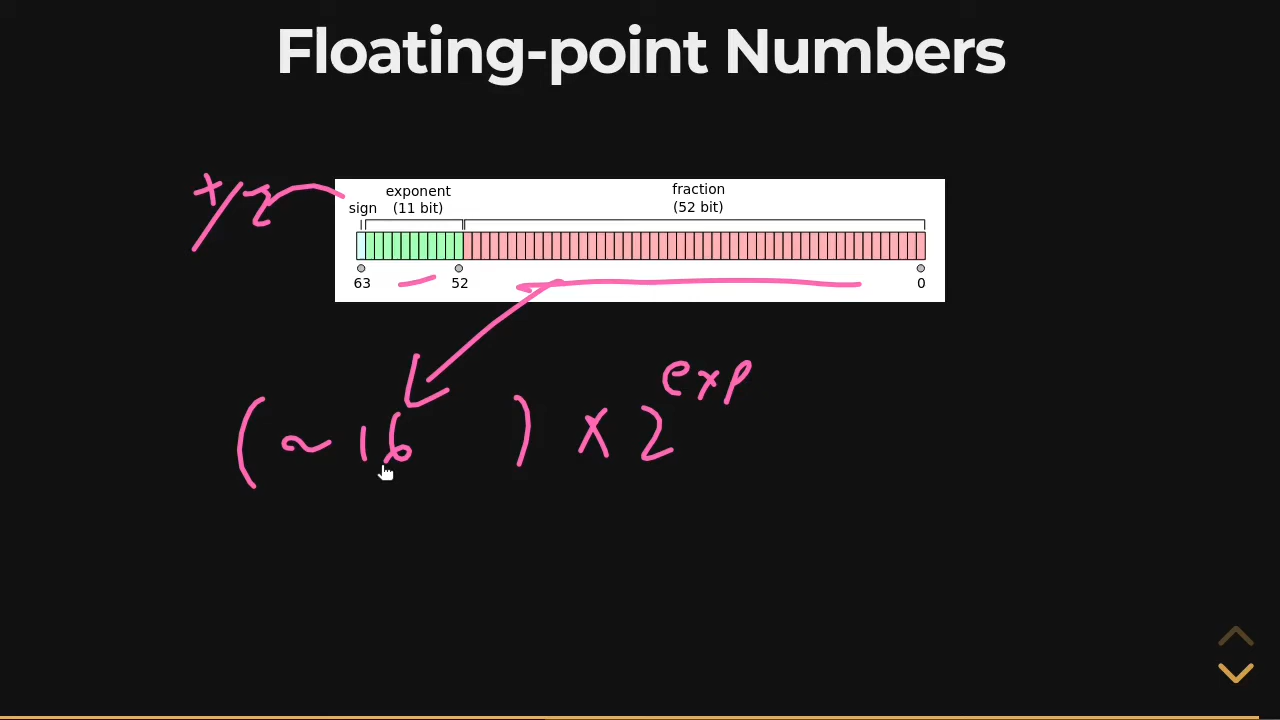 Floating-point Numbers
sign
exponent
(11 bit)
fraction
(52 bit)
63
52
0
+/-
exp
( ~ 16 ) x 2